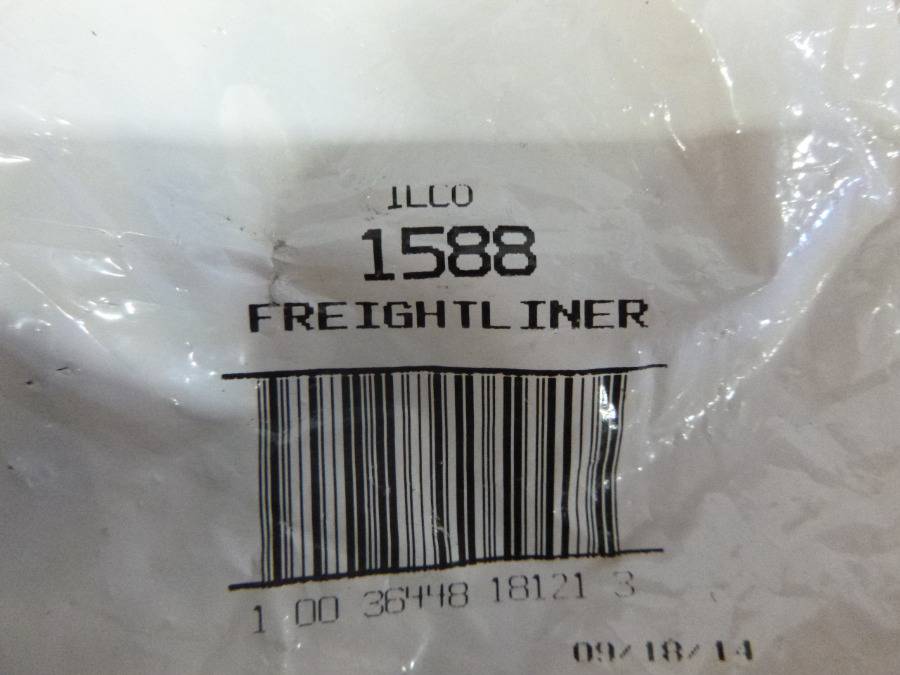 ILCO
1588
FREIGHTLINER
1 00 36448 18121 3
09/18/14